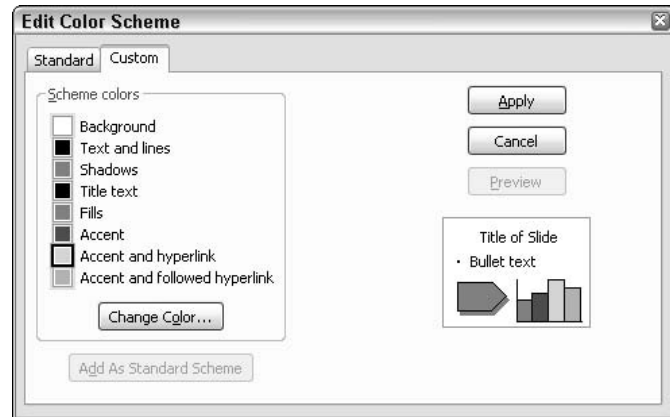 Edit Color Scheme
Standard Custom
Scheme colors
Background
Text and lines
Shadows
Title text
Fills
Accent
Accent and hyperlink
Accent and followed hyperlink
Change Color...
Add As Standard Scheme
Apply
Cancel
Preview
Title of Slide
• Bullet text